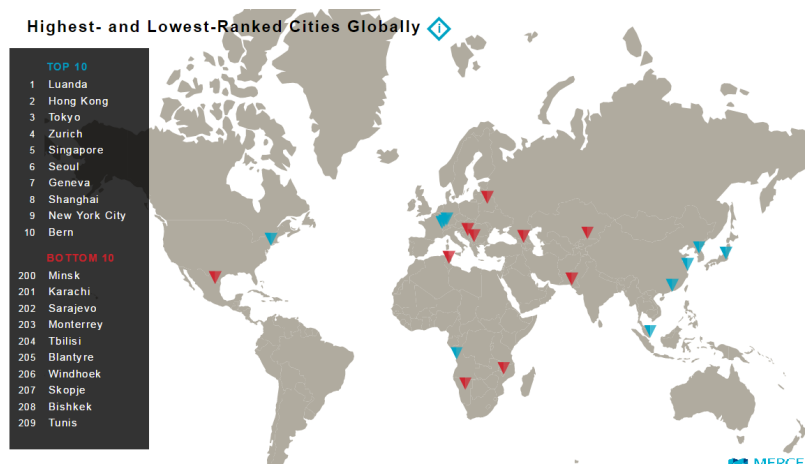 Highest- and Lowest-Ranked Cities Globally i
TOP 10
1 Luanda
2 Hong Kong
3 Tokyo
4 Zurich
5 Singapore
6 Seoul
7 Geneva
8 Shanghai
9 New York City
10 Bern
BOTTOM 10
200 Minsk
201 Karachi
202 Sarajevo
203 Monterrey
204 Tbilisi
205 Blantyre
206 Windhoek
207 Skopje
208 Bishkek
209 Tunis
MERCE